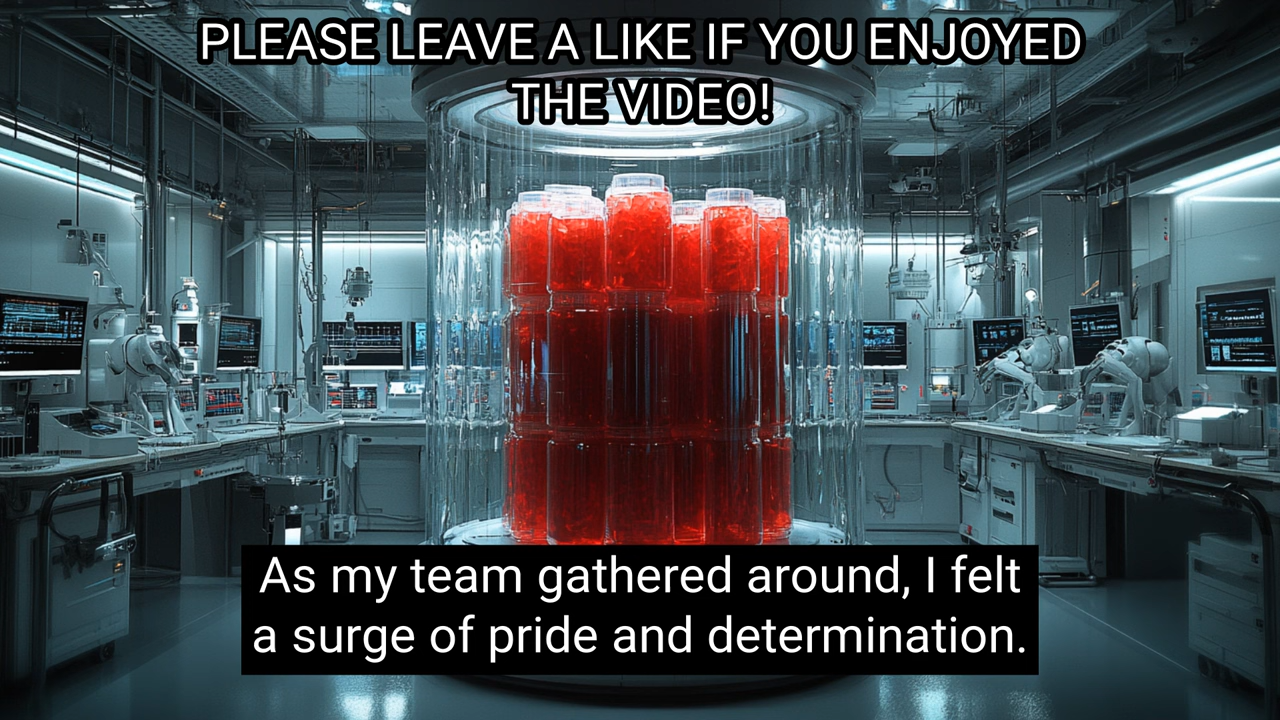 PLEASE LEAVE A LIKE IF YOU ENJOYED
THE VIDEO!
As my team gathered around, I felt
a surge of pride and determination.